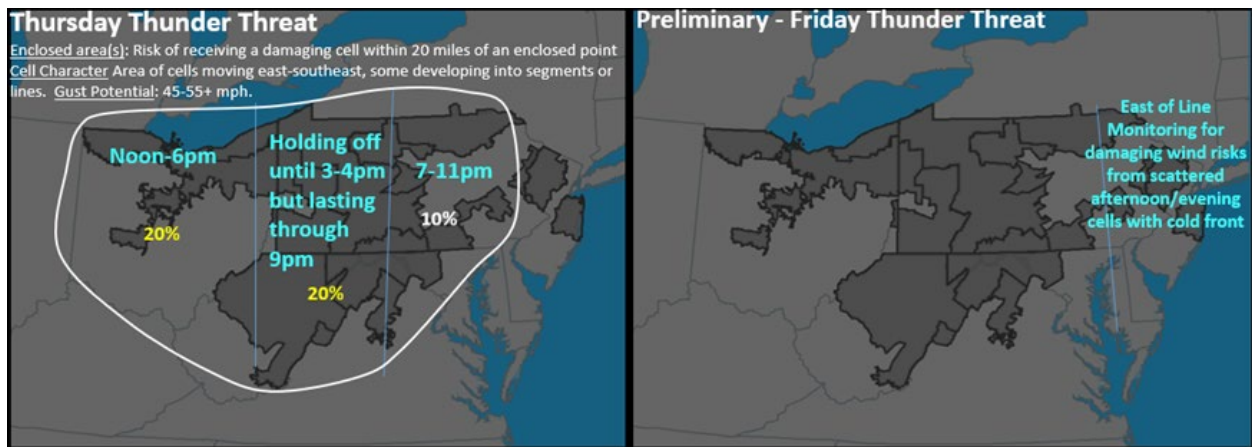 Thursday Thunder Threat
Enclosed area(s): Risk of receiving a damaging cell within 20 miles of an enclosed point
Cell Character Area of cells moving east-southeast, some developing into segments or
lines. Gust Potential: 45-55+ mph.
Noon-6pm
20%
Holding off
until 3-4pm
but lasting
through
9pm
20%
7-11pm
10%
Preliminary - Friday Thunder Threat
East of Line
Monitoring for
damaging wind risks
from scattered
afternoon/evening
cells with cold front